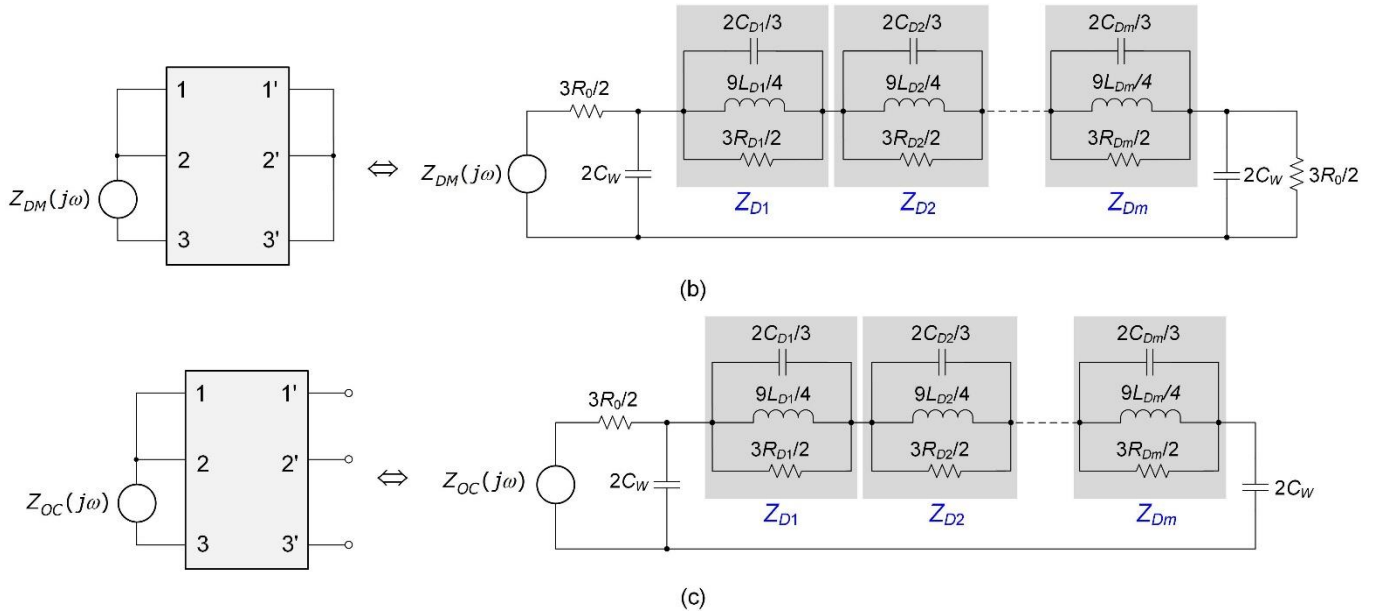 2C_D1/3 2C_D2/3 2C_Dm/3
1 1'
9L_D1/4 9L_D2/4 9L_Dm/4
3R_0/2
2 2'
3R_D1/2 3R_D2/2 3R_Dm/2
Z_DM(jω) ⇔ Z_DM(jω) 2C_W 2C_W 3R_0/2
3 3'
Z_D1 Z_D2 Z_Dm
(b)
2C_D1/3 2C_D2/3 2C_Dm/3
1 1'
9L_D1/4 9L_D2/4 9L_Dm/4
3R_0/2
2 2'
3R_D1/2 3R_D2/2 3R_Dm/2
Z_OC(jω) ⇔ Z_OC(jω) 2C_W 2C_W
3 3'
Z_D1 Z_D2 Z_Dm
(c)